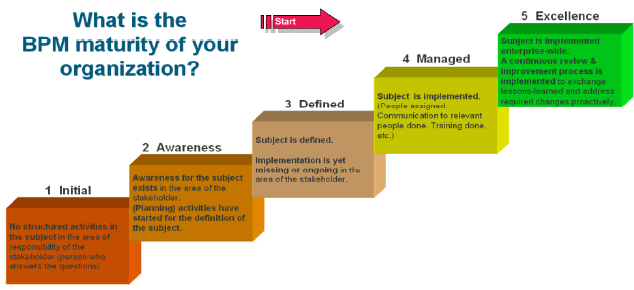 What is the
BPM maturity of your
organization?
Start
5 Excellence
Subject is implemented
enterprise-wide.
A continuous review &
improvement process is
implemented to exchange
lessons-learned and address
required changes proactively.
4 Managed
Subject is implemented.
(People assigned.
Communication to relevant
people done. Training done.
etc.)
3 Defined
Subject is defined.
Implementation is yet
missing or ongoing in the
area of the stakeholder.
2 Awareness
Awareness for the subject
exists in the area of the
stakeholder.
(Planning) activities have
started for the definition of
the subject.
1 Initial
No structured activities in
the subject in the area of
responsibility of the
stakeholder (person who
answers the questions)